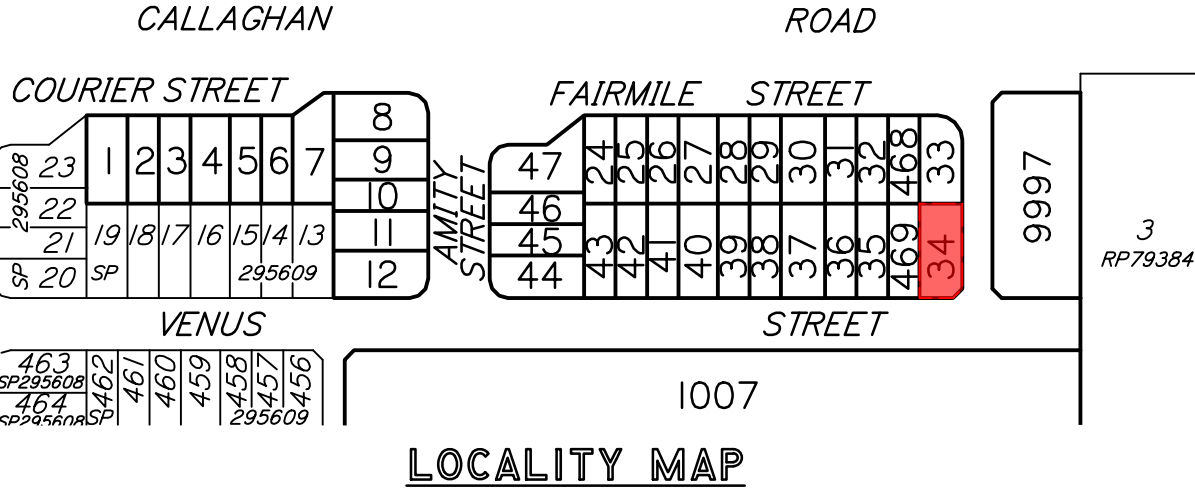 CALLAGHAN ROAD
COURIER STREET
FAIRMILE STREET
8
9
10
11
12
1 2 3 4 5 6 7
23
22
21
20
295608
SP
19 18 17 16 15 14 13
SP 295609
AMITY
STREET
47
46
45
44
24 25 26 27 28 29 30 31 32 468 33
43 42 41 40 39 38 37 36 35 469 34
9997
3
RP79384
VENUS STREET
463
SP295608
464
SP295608
462 461 460 459 458 457 456
SP 295609
1007
LOCALITY MAP